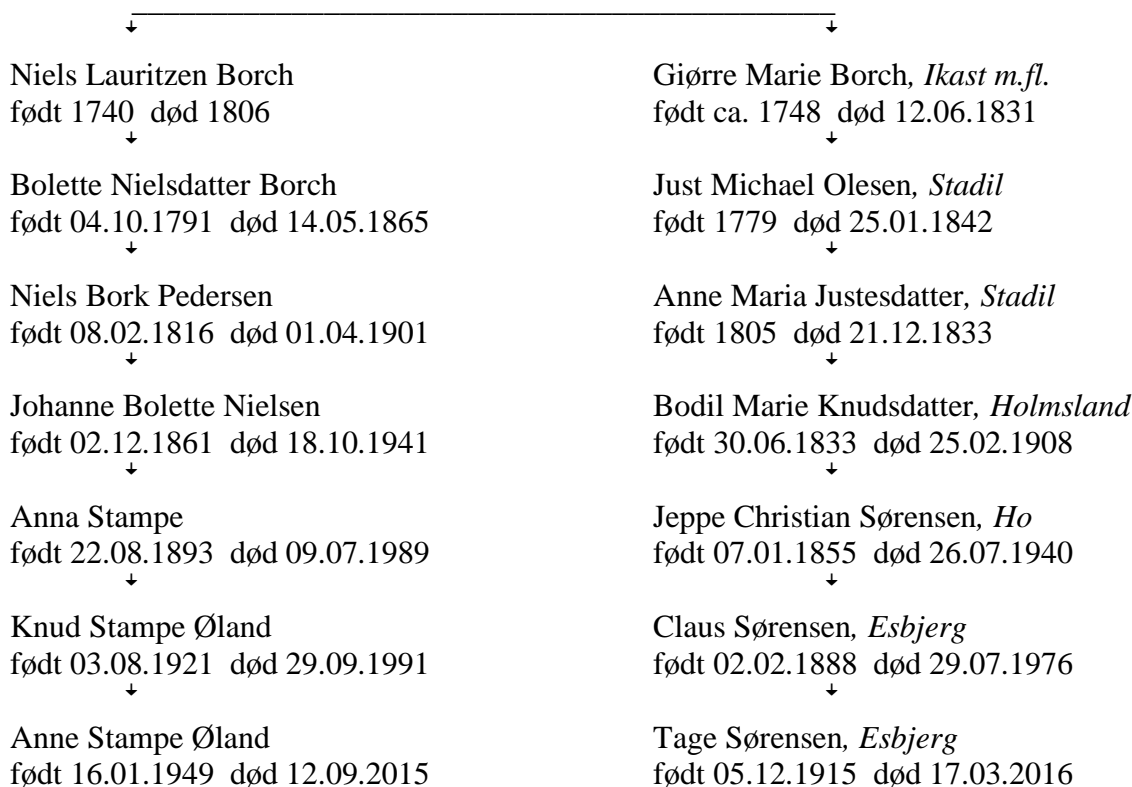 Niels Lauritzen Borch
født 1740 død 1806
Giørre Marie Borch, Ikast m.fl.
født ca. 1748 død 12.06.1831
Bolette Nielsdatter Borch
født 04.10.1791 død 14.05.1865
Just Michael Olesen, Stadil
født 1779 død 25.01.1842
Niels Bork Pedersen
født 08.02.1816 død 01.04.1901
Anne Maria Justesdatter, Stadil
født 1805 død 21.12.1833
Johanne Bolette Nielsen
født 02.12.1861 død 18.10.1941
Bodil Marie Knudsdatter, Holmsland
født 30.06.1833 død 25.02.1908
Anna Stampe
født 22.08.1893 død 09.07.1989
Jeppe Christian Sørensen, Ho
født 07.01.1855 død 26.07.1940
Knud Stampe Øland
født 03.08.1921 død 29.09.1991
Claus Sørensen, Esbjerg
født 02.02.1888 død 29.07.1976
Anne Stampe Øland
født 16.01.1949 død 12.09.2015
Tage Sørensen, Esbjerg
født 05.12.1915 død 17.03.2016